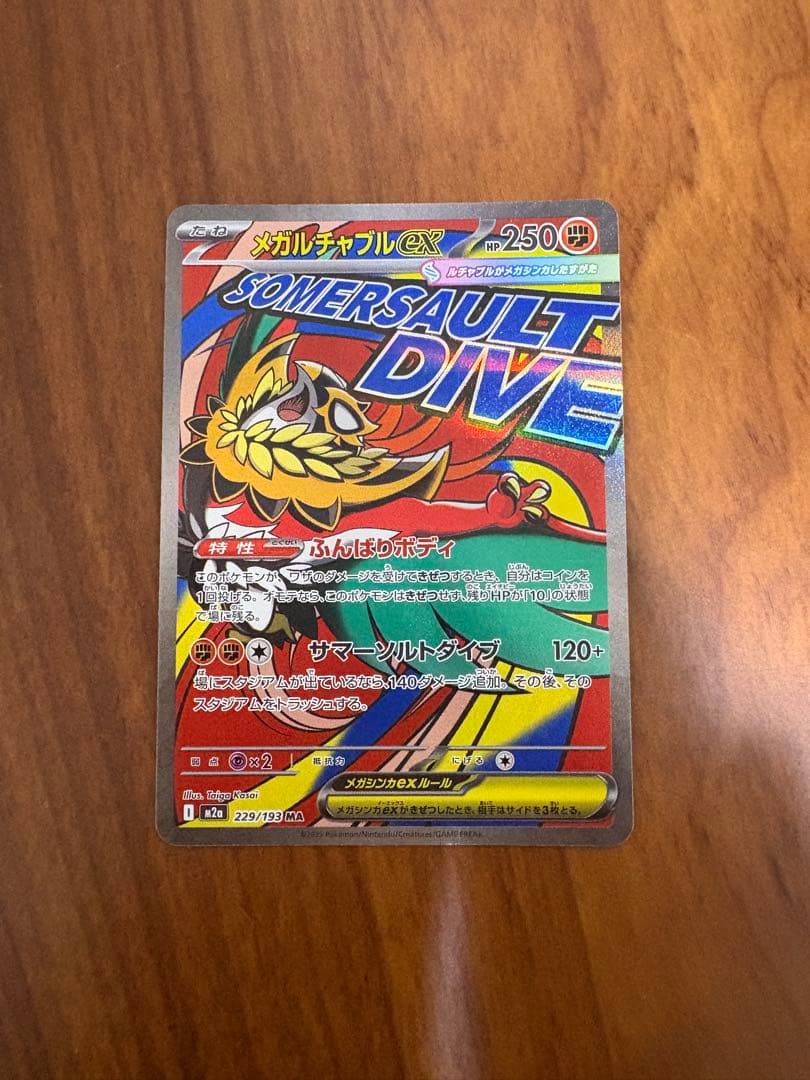 たね
メガルチャブルex
HP 250
ルチャブルがメガシンカしたすがた
SOMERSAULT
DIVE
特性 ふんばりボディ
このポケモンが、ワザのダメージを受けてきぜつするとき、自分はコインを
1回投げる。オモテなら、このポケモンはきぜつせず、残りHPが「10」の状態
で場に残る。
サマーソルトダイブ 120+
場にスタジアムが出ているなら、140ダメージ追加。その後、その
スタジアムをトラッシュする。
弱点 ×2 抵抗力 にげる
メガシンカexルール
メガシンカexがきぜつしたとき、相手はサイドを3枚とる。
Illus. Taiga Kasai
I m2a 229/193 MA
©2025 Pokémon/Nintendo/Creatures/GAME FREAK